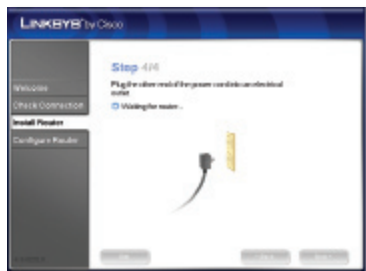 LINKSYS by Cisco
Step 4/4
Plug the other end of the power cord into an electrical
outlet
Waiting for router...
Welcome
Check Connection
Install Router
Configure Router